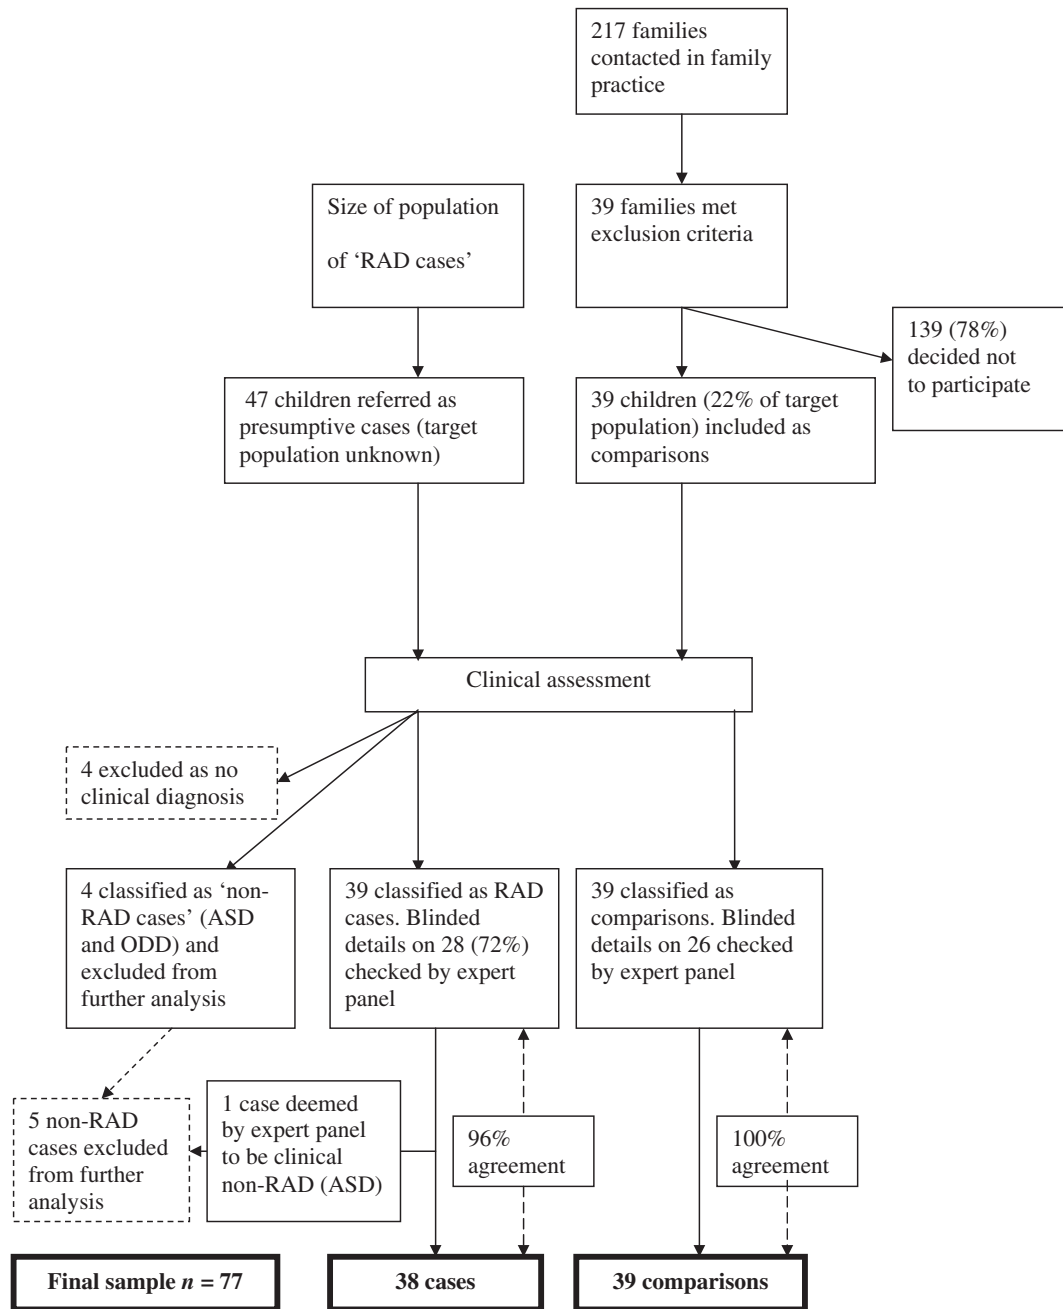 217 families
contacted in family
practice
Size of population
of ‘RAD cases’
39 families met
exclusion criteria
139 (78%)
decided not
to participate
47 children referred as
presumptive cases (target
population unknown)
39 children (22% of target
population) included as
comparisons
Clinical assessment
4 excluded as no
clinical diagnosis
4 classified as ‘non-
RAD cases’ (ASD
and ODD) and
excluded from
further analysis
39 classified as RAD
cases. Blinded
details on 28 (72%)
checked by expert
panel
39 classified as
comparisons. Blinded
details on 26 checked
by expert panel
5 non-RAD
cases excluded
from further
analysis
1 case deemed
by expert panel
to be clinical
non-RAD (ASD)
96%
agreement
100%
agreement
Final sample n = 77
38 cases
39 comparisons